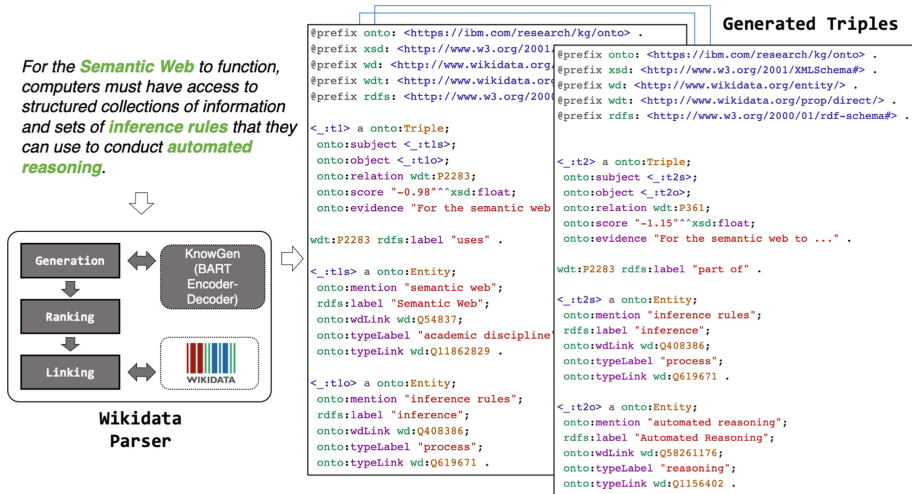 For the Semantic Web to function,
computers must have access to
structured collections of information
and sets of inference rules that they
can use to conduct automated
reasoning.
Generation
Ranking
Linking
KnowGen
(BART
Encoder-
Decoder)
WIKIDATA
Wikidata
Parser
Generated Triples
@prefix onto: <https://ibm.com/research/kg/onto> .
@prefix xsd: <http://www.w3.org/2001/
@prefix wd: <http://www.wikidata.org/
@prefix wdt: <http://www.wikidata.org
@prefix rdfs: <http://www.w3.org/2000
<_:t1> a onto:Triple;
onto:subject <_:t1s>;
onto:object <_:t1o>;
onto:relation wdt:P2283;
onto:score "-0.98"^^xsd:float;
onto:evidence "For the semantic web
wdt:P2283 rdfs:label "uses" .
<_:t1s> a onto:Entity;
onto:mention "semantic web";
rdfs:label "Semantic Web";
onto:wdLink wd:Q54837;
onto:typeLabel "academic discipline"
onto:typeLink wd:Q11862829 .
<_:t1o> a onto:Entity;
onto:mention "inference rules";
rdfs:label "inference";
onto:wdLink wd:Q408386;
onto:typeLabel "process";
onto:typeLink wd:Q619671 .
@prefix onto: <https://ibm.com/research/kg/onto> .
@prefix xsd: <http://www.w3.org/2001/XMLSchema#> .
@prefix wd: <http://www.wikidata.org/entity/> .
@prefix wdt: <http://www.wikidata.org/prop/direct/> .
@prefix rdfs: <http://www.w3.org/2000/01/rdf-schema#> .
<_:t2> a onto:Triple;
onto:subject <_:t2s>;
onto:object <_:t2o>;
onto:relation wdt:P361;
onto:score "-1.15"^^xsd:float;
onto:evidence "For the semantic web to ..." .
wdt:P2283 rdfs:label "part of" .
<_:t2s> a onto:Entity;
onto:mention "inference rules";
rdfs:label "inference";
onto:wdLink wd:Q408386;
onto:typeLabel "process";
onto:typeLink wd:Q619671 .
<_:t2o> a onto:Entity;
onto:mention "automated reasoning";
rdfs:label "Automated Reasoning";
onto:wdLink wd:Q58261176;
onto:typeLabel "reasoning";
onto:typeLink wd:Q1156402 .